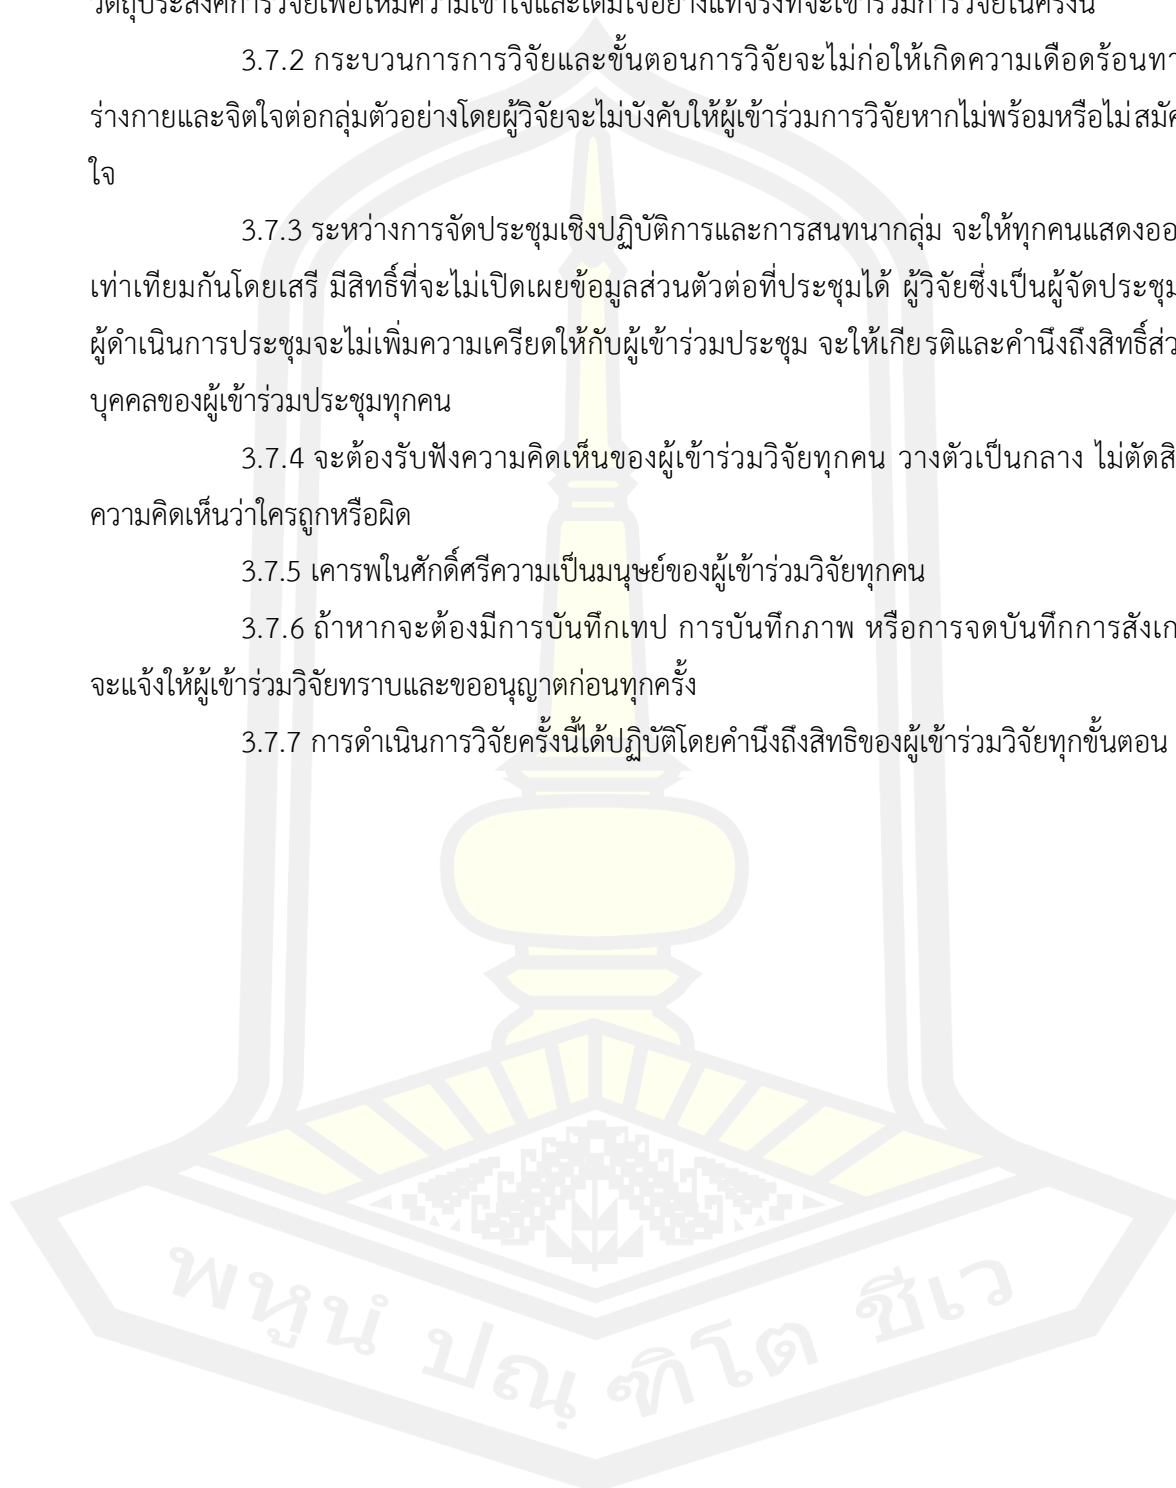 วัตถุประสงค์การวิจัยเพื่อให้มีความเข้าใจและเต็มใจอย่างแท้จริงที่จะเข้าร่วมการวิจัยในครั้งนี้
3.7.2 กระบวนการการวิจัยและขั้นตอนการวิจัยจะไม่ก่อให้เกิดความเดือดร้อนทา
ร่างกายและจิตใจต่อกลุ่มตัวอย่างโดยผู้วิจัยจะไม่บังคับให้ผู้เข้าร่วมการวิจัยหากไม่พร้อมหรือไม่สมั
ใจ
3.7.3 ระหว่างการจัดประชุมเชิงปฏิบัติการและการสนทนากลุ่ม จะให้ทุกคนแสดงออ
เท่าเทียมกันโดยเสรี มีสิทธิ์ที่จะไม่เปิดเผยข้อมูลส่วนตัวต่อที่ประชุมได้ ผู้วิจัยซึ่งเป็นผู้จัดประชุม
ผู้ดำเนินการประชุมจะไม่เพิ่มความเครียดให้กับผู้เข้าร่วมประชุม จะให้เกียรติและคำนึงถึงสิทธิ์ส่ว
บุคคลของผู้เข้าร่วมประชุมทุกคน
3.7.4 จะต้องรับฟังความคิดเห็นของผู้เข้าร่วมวิจัยทุกคน วางตัวเป็นกลาง ไม่ตัดสิ
ความคิดเห็นว่าใครถูกหรือผิด
3.7.5 เคารพในศักดิ์ศรีความเป็นมนุษย์ของผู้เข้าร่วมวิจัยทุกคน
3.7.6 ถ้าหากจะต้องมีการบันทึกเทป การบันทึกภาพ หรือการจดบันทึกการสังเก
จะแจ้งให้ผู้เข้าร่วมวิจัยทราบและขออนุญาตก่อนทุกครั้ง
3.7.7 การดำเนินการวิจัยครั้งนี้ได้ปฏิบัติโดยคำนึงถึงสิทธิของผู้เข้าร่วมวิจัยทุกขั้นตอน
พหูนํ ปณฺฑิโต ชีเว